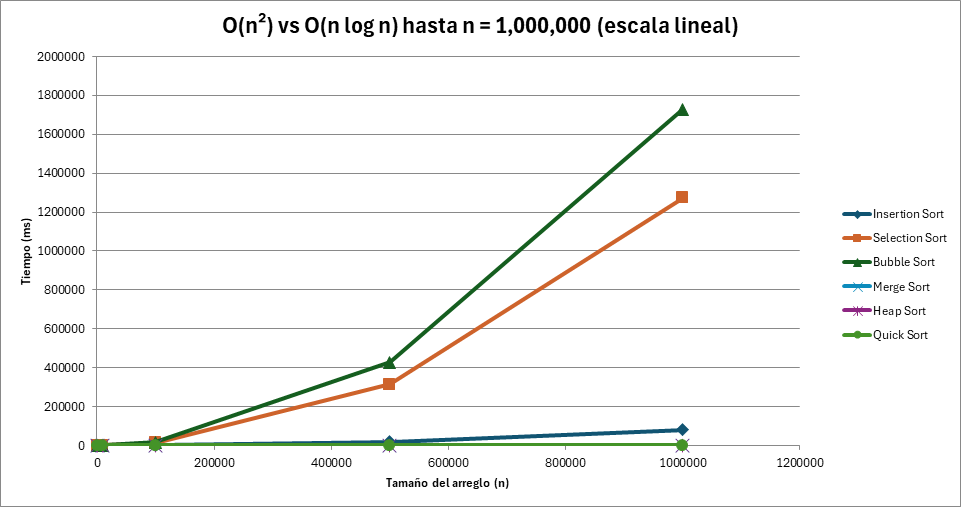 O(n²) vs O(n log n) hasta n = 1,000,000 (escala lineal)
2000000
1800000
1600000
1400000
1200000
1000000
800000
600000
400000
200000
0
Tiempo (ms)
0
200000
400000
600000
800000
1000000
1200000
Tamaño del arreglo (n)
Insertion Sort
Selection Sort
Bubble Sort
Merge Sort
Heap Sort
Quick Sort